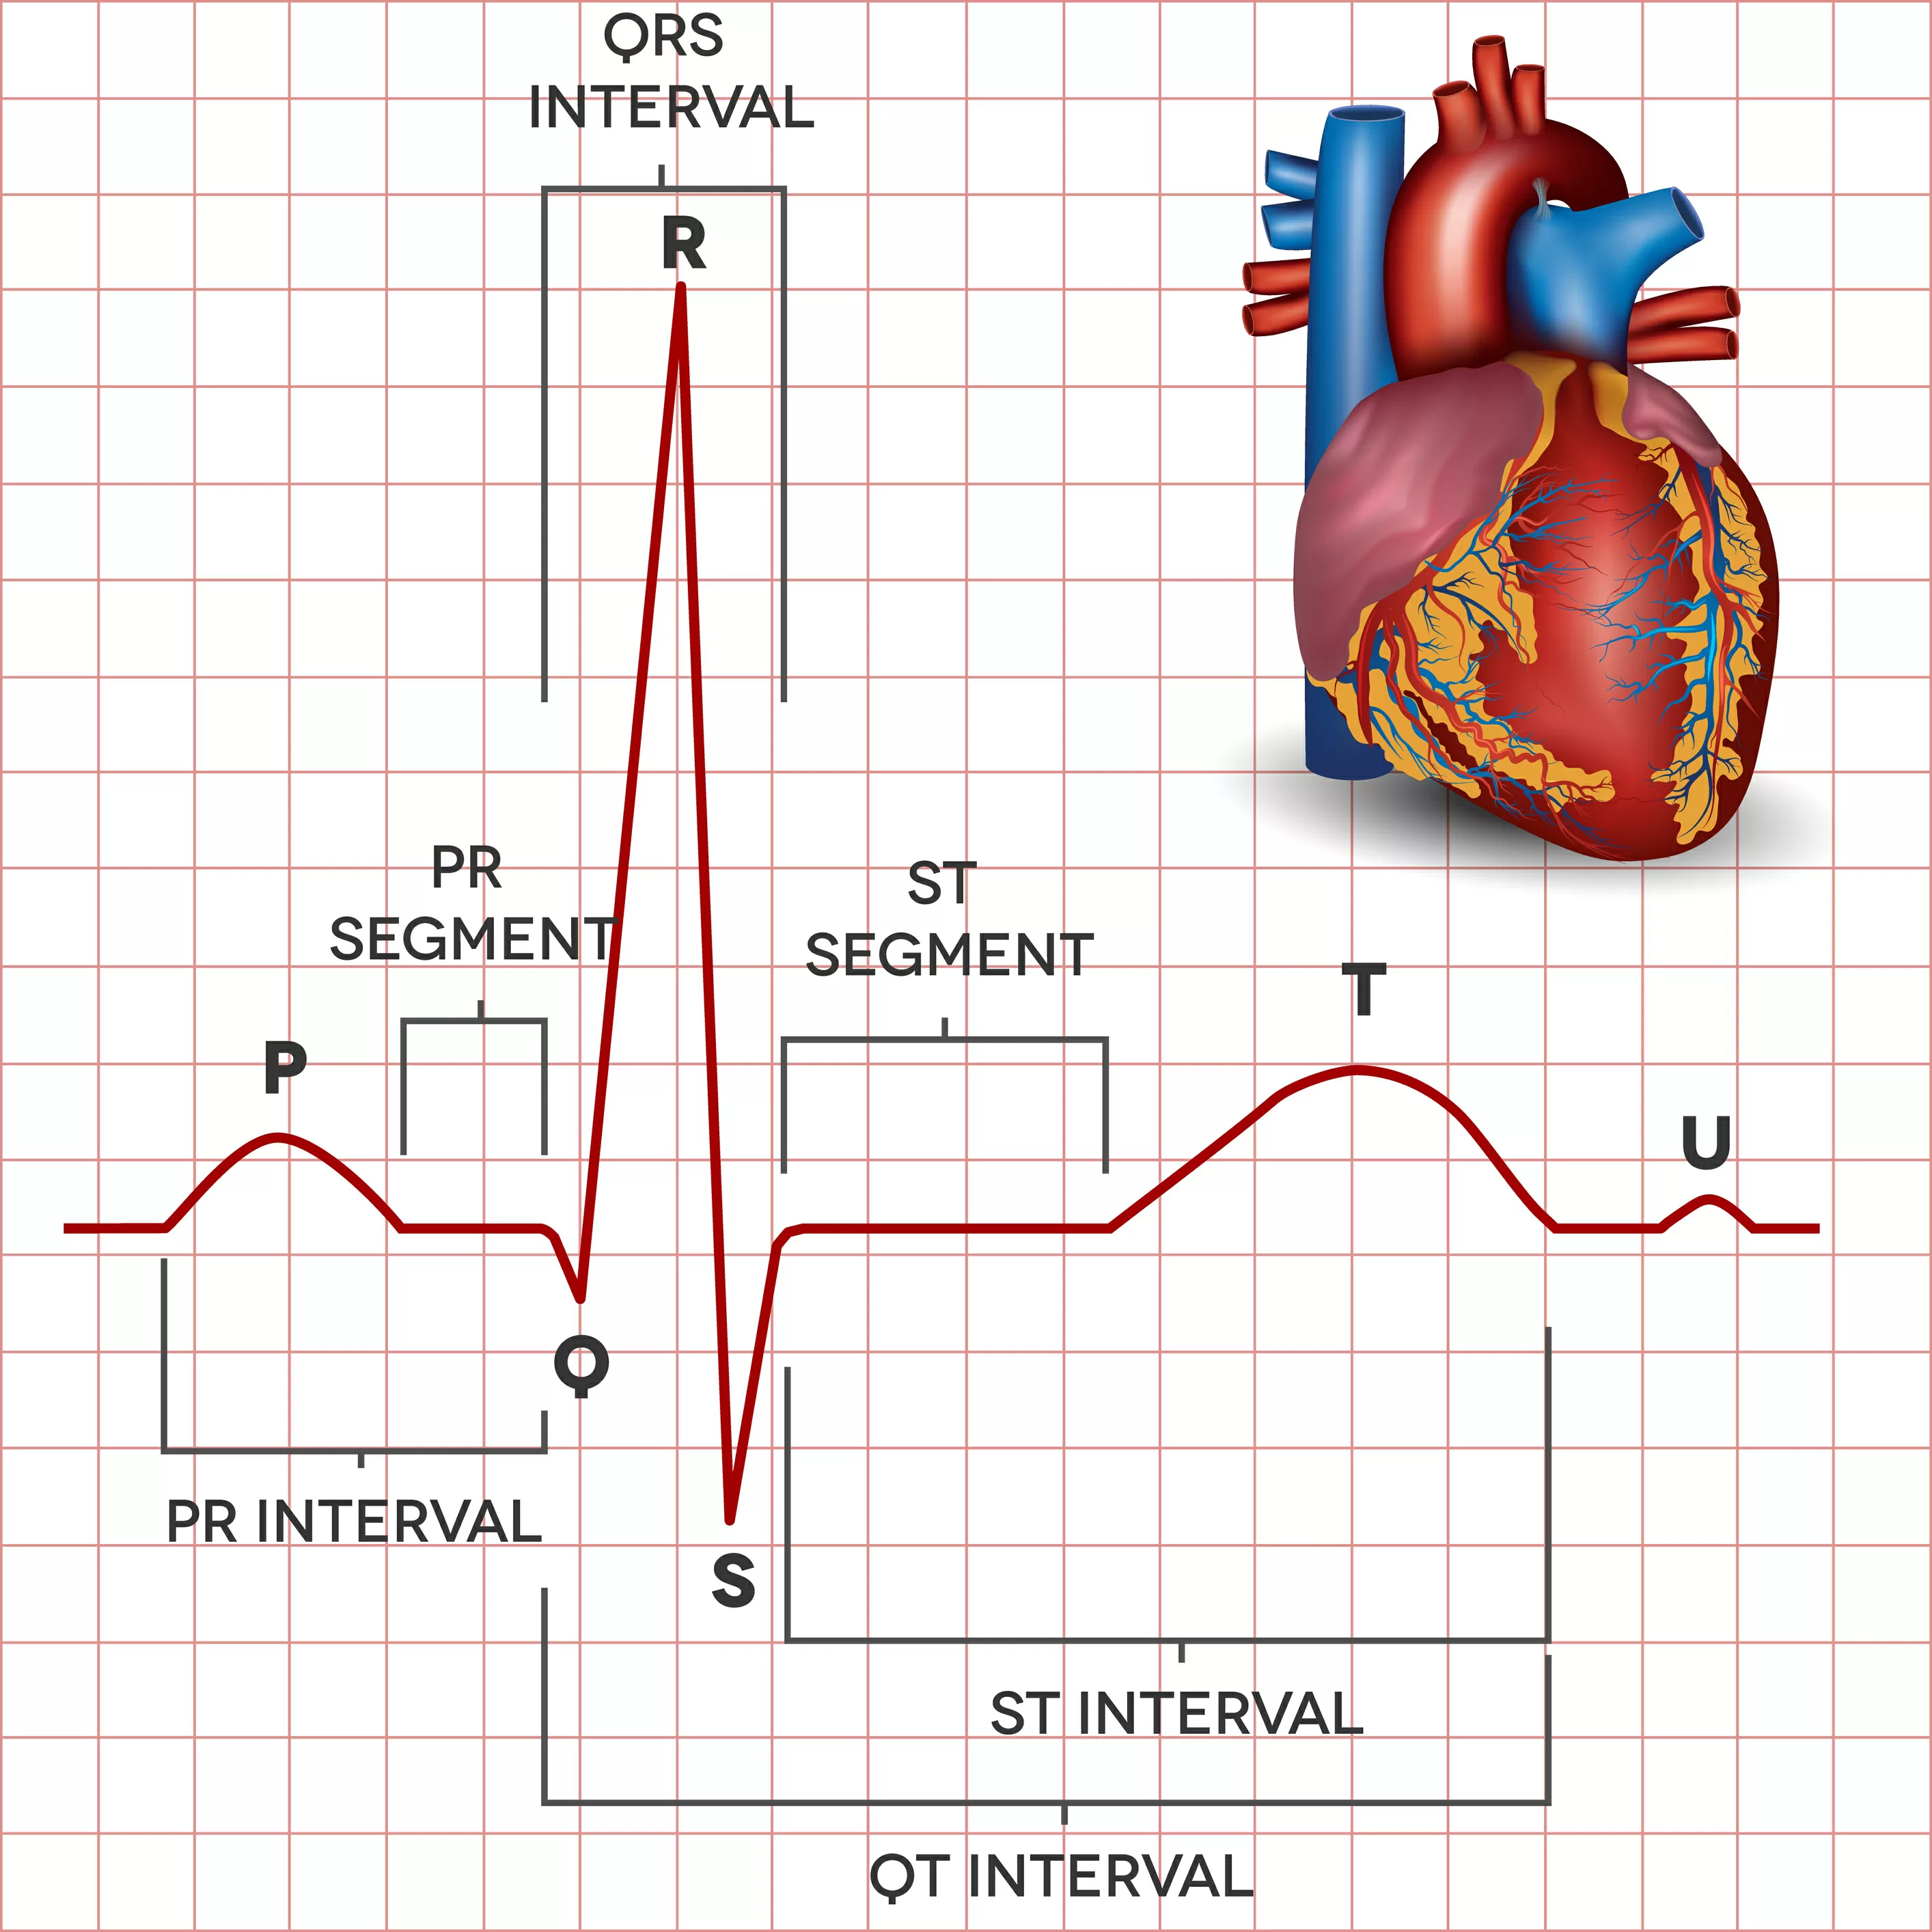 QRS
INTERVAL
R
PR
SEGMENT
ST
SEGMENT
T
P
U
Q
PR INTERVAL
S
ST INTERVAL
QT INTERVAL